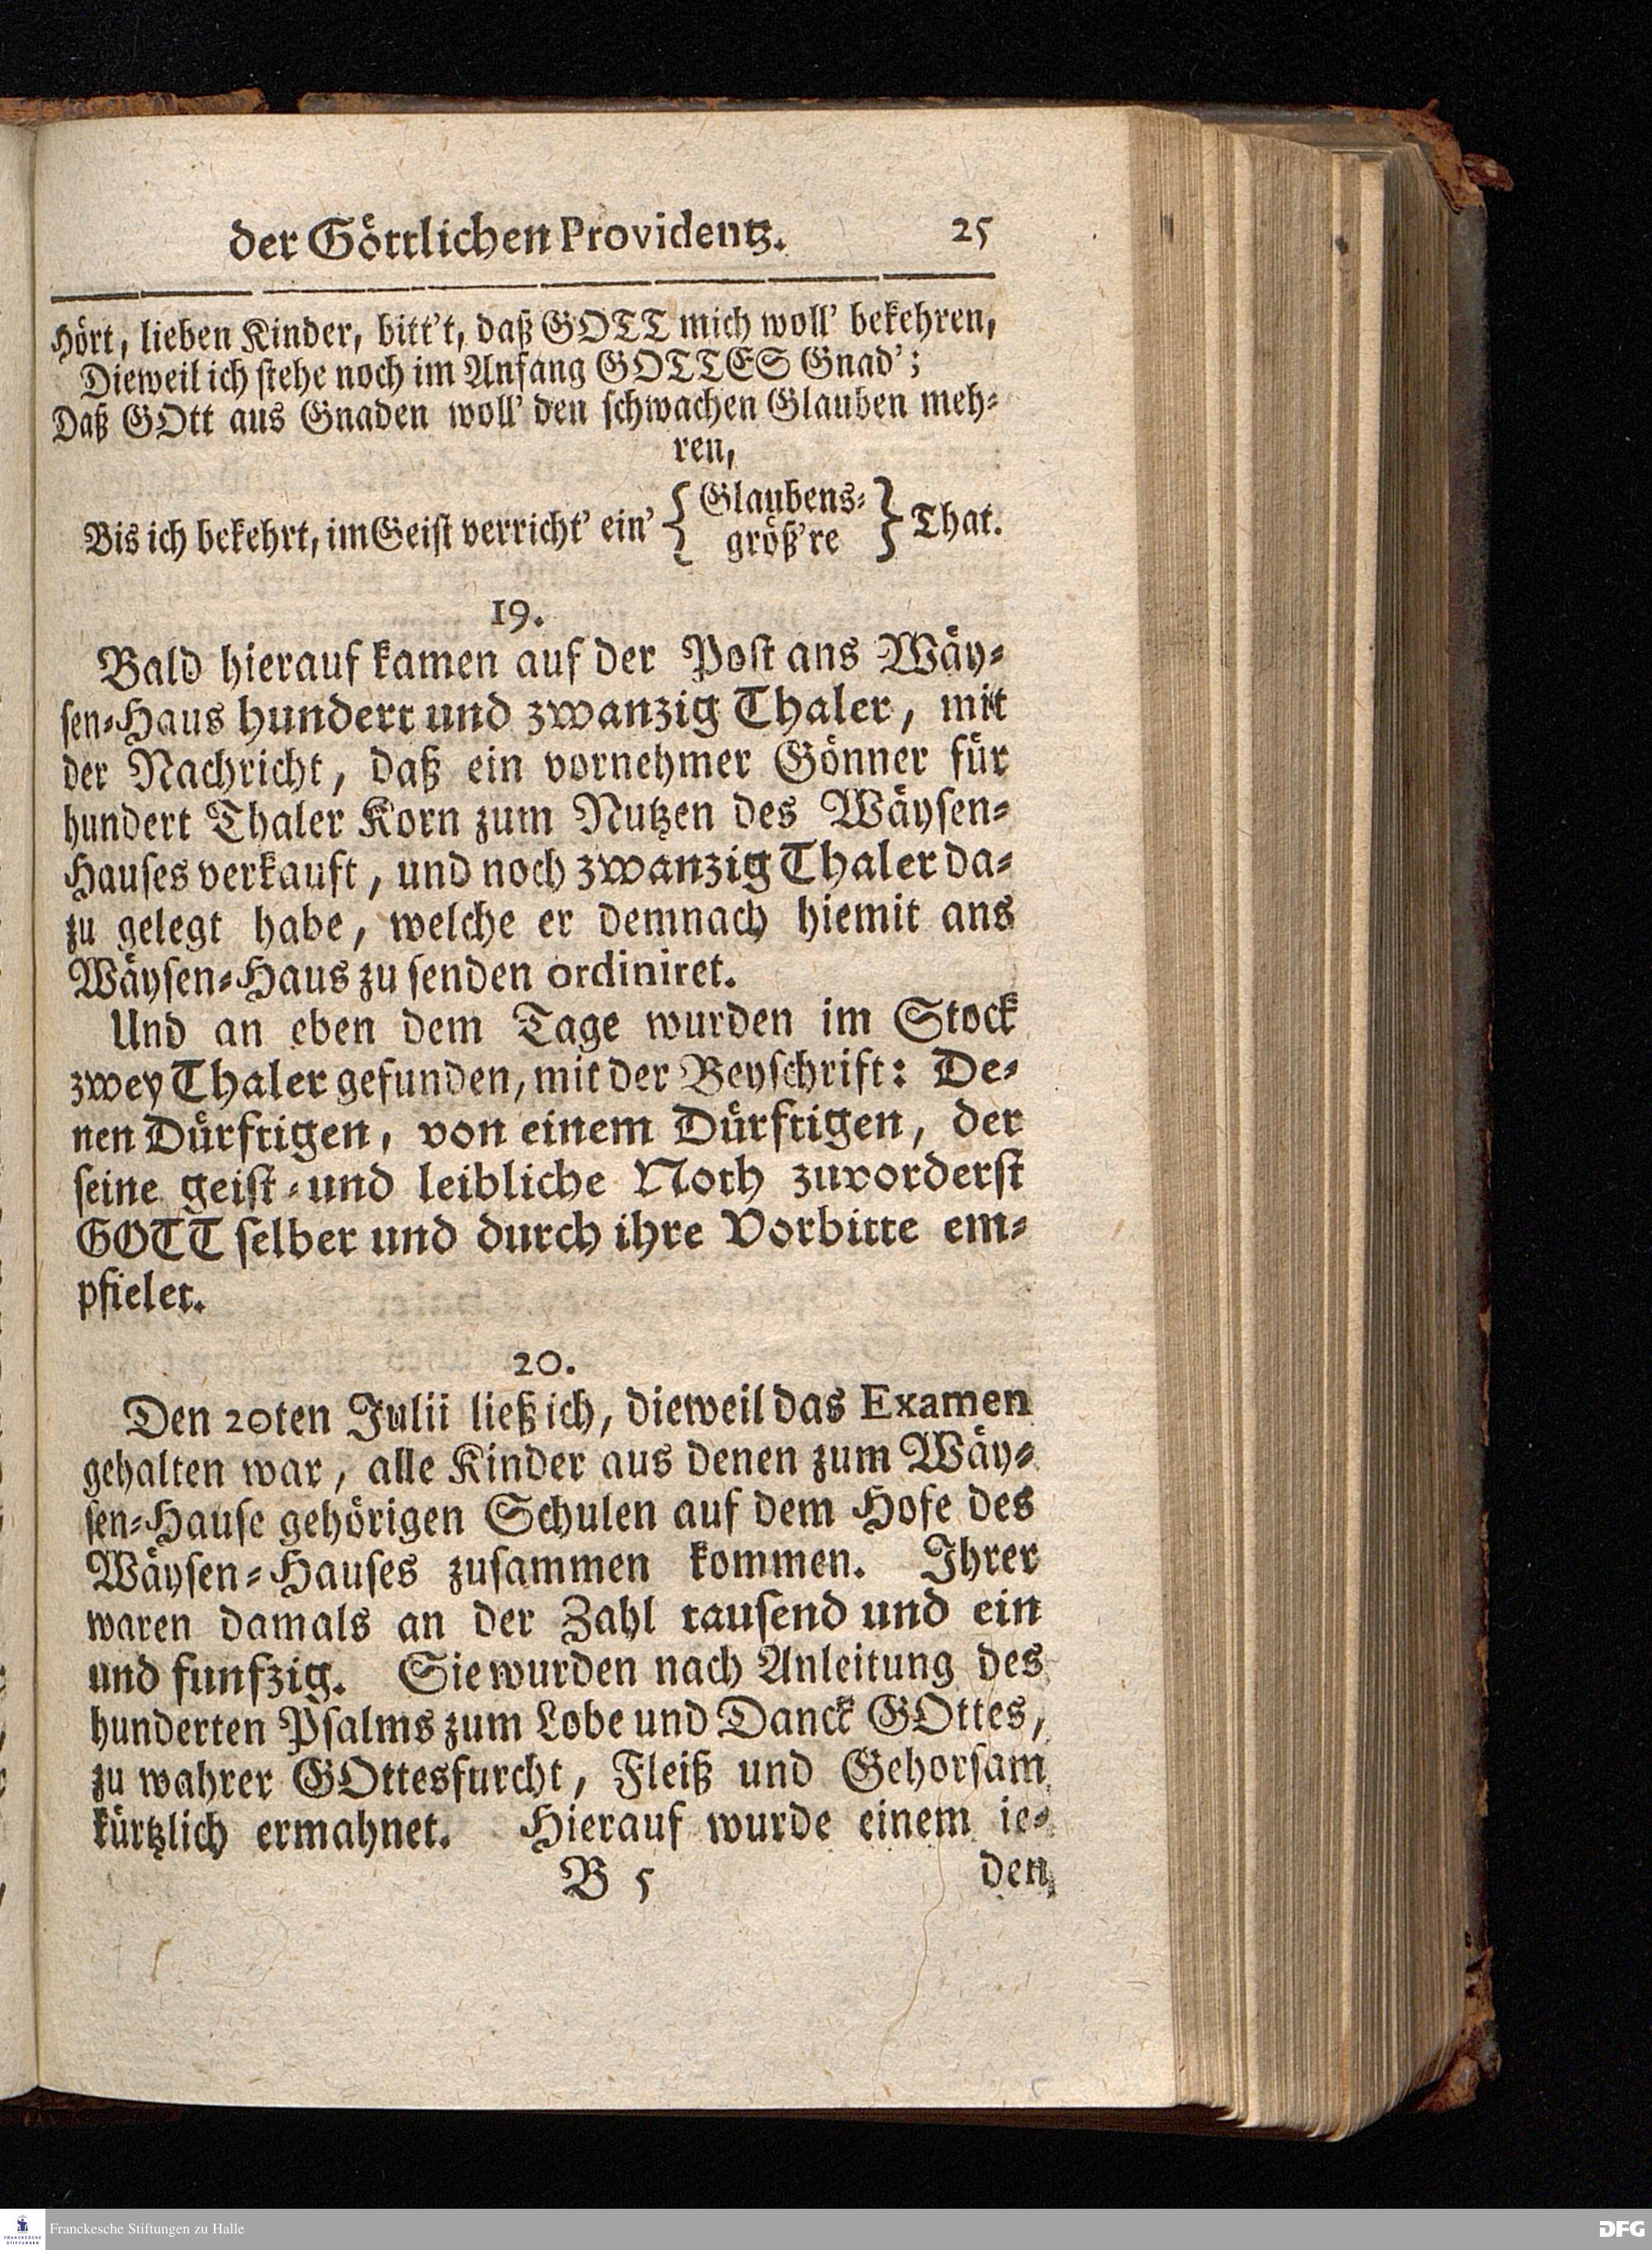 der Göttlichen Providentz. 25
Hört, lieben Kinder, bitt't, daß GOTT mich woll' bekehren,
Dieweil ich stehe noch im Anfang GOTTES Gnad';
Daß GOtt aus Gnaden woll' den schwachen Glauben meh-
ren,
Bis ich bekehrt, im Geist verricht' ein' { Glaubens-
größ're } That.
19.
Bald hierauf kamen auf der Post ans Wäy-
sen-Haus hundert und zwanzig Thaler, mit
der Nachricht, daß ein vornehmer Gönner für
hundert Thaler Korn zum Nutzen des Wäysen-
Hauses verkauft, und noch zwanzig Thaler da-
zu gelegt habe, welche er demnach hiemit ans
Wäysen-Haus zu senden ordiniret.
Und an eben dem Tage wurden im Stock
zwey Thaler gefunden, mit der Beyschrift: De-
nen Dürftigen, von einem Dürftigen, der
seine geist- und leibliche Noth zuvorderst
GOTT selber und durch ihre Vorbitte em-
pfielet.
20.
Den 20ten Julii ließ ich, dieweil das Examen
gehalten war, alle Kinder aus denen zum Wäy-
sen-Hause gehörigen Schulen auf dem Hofe des
Wäysen-Hauses zusammen kommen. Ihrer
waren damals an der Zahl tausend und ein
und funfzig. Sie wurden nach Anleitung des
hunderten Psalms zum Lobe und Danck GOttes,
zu wahrer GOttesfurcht, Fleiß und Gehorsam
kürtzlich ermahnet. Hierauf wurde einem ie-
B 5 den
FRANCKESCHE STIFTUNGEN
Franckesche Stiftungen zu Halle
DFG